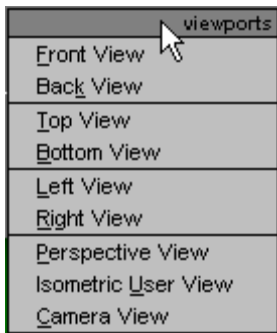 viewports
Front View
Back View
Top View
Bottom View
Left View
Right View
Perspective View
Isometric User View
Camera View